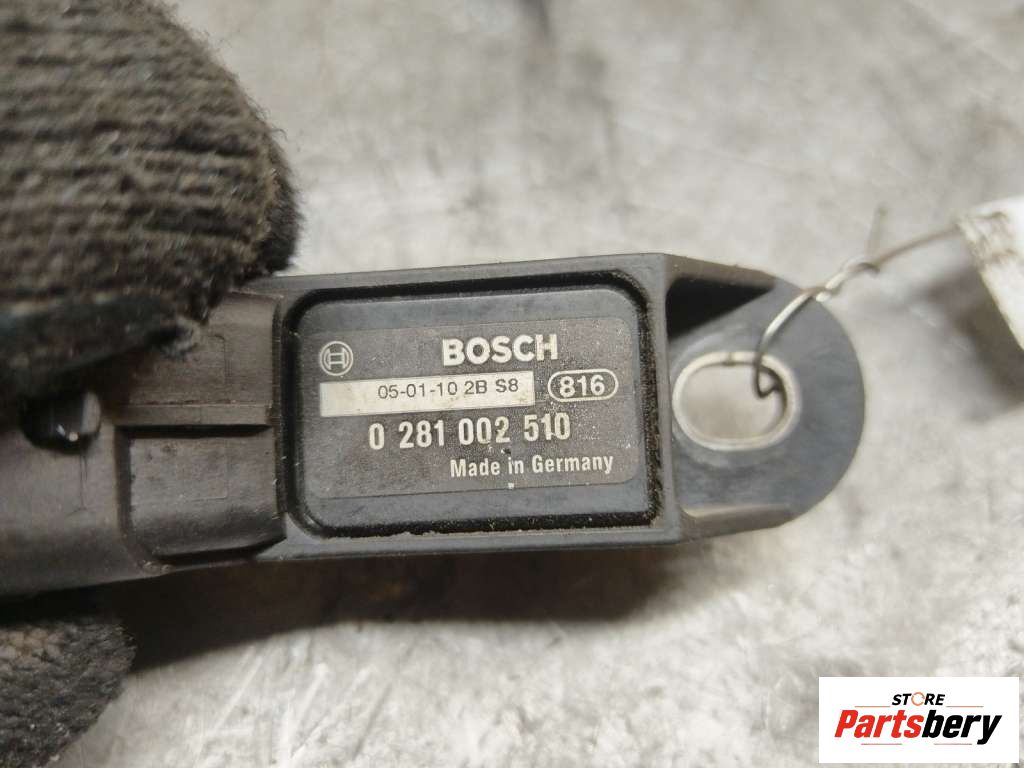 BOSCH
05-01-10 2B S8
816
0 281 002 510
Made in Germany
STORE
Partsbery